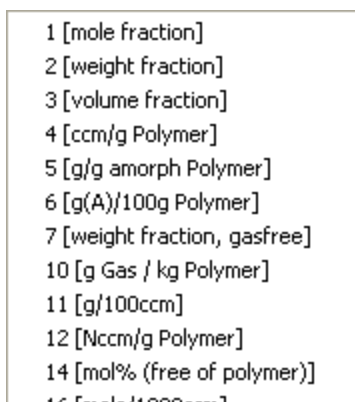 1 [mole fraction]
2 [weight fraction]
3 [volume fraction]
4 [ccm/g Polymer]
5 [g/g amorph Polymer]
6 [g(A)/100g Polymer]
7 [weight fraction, gasfree]
10 [g Gas / kg Polymer]
11 [g/100ccm]
12 [Nccm/g Polymer]
14 [mol% (free of polymer)]